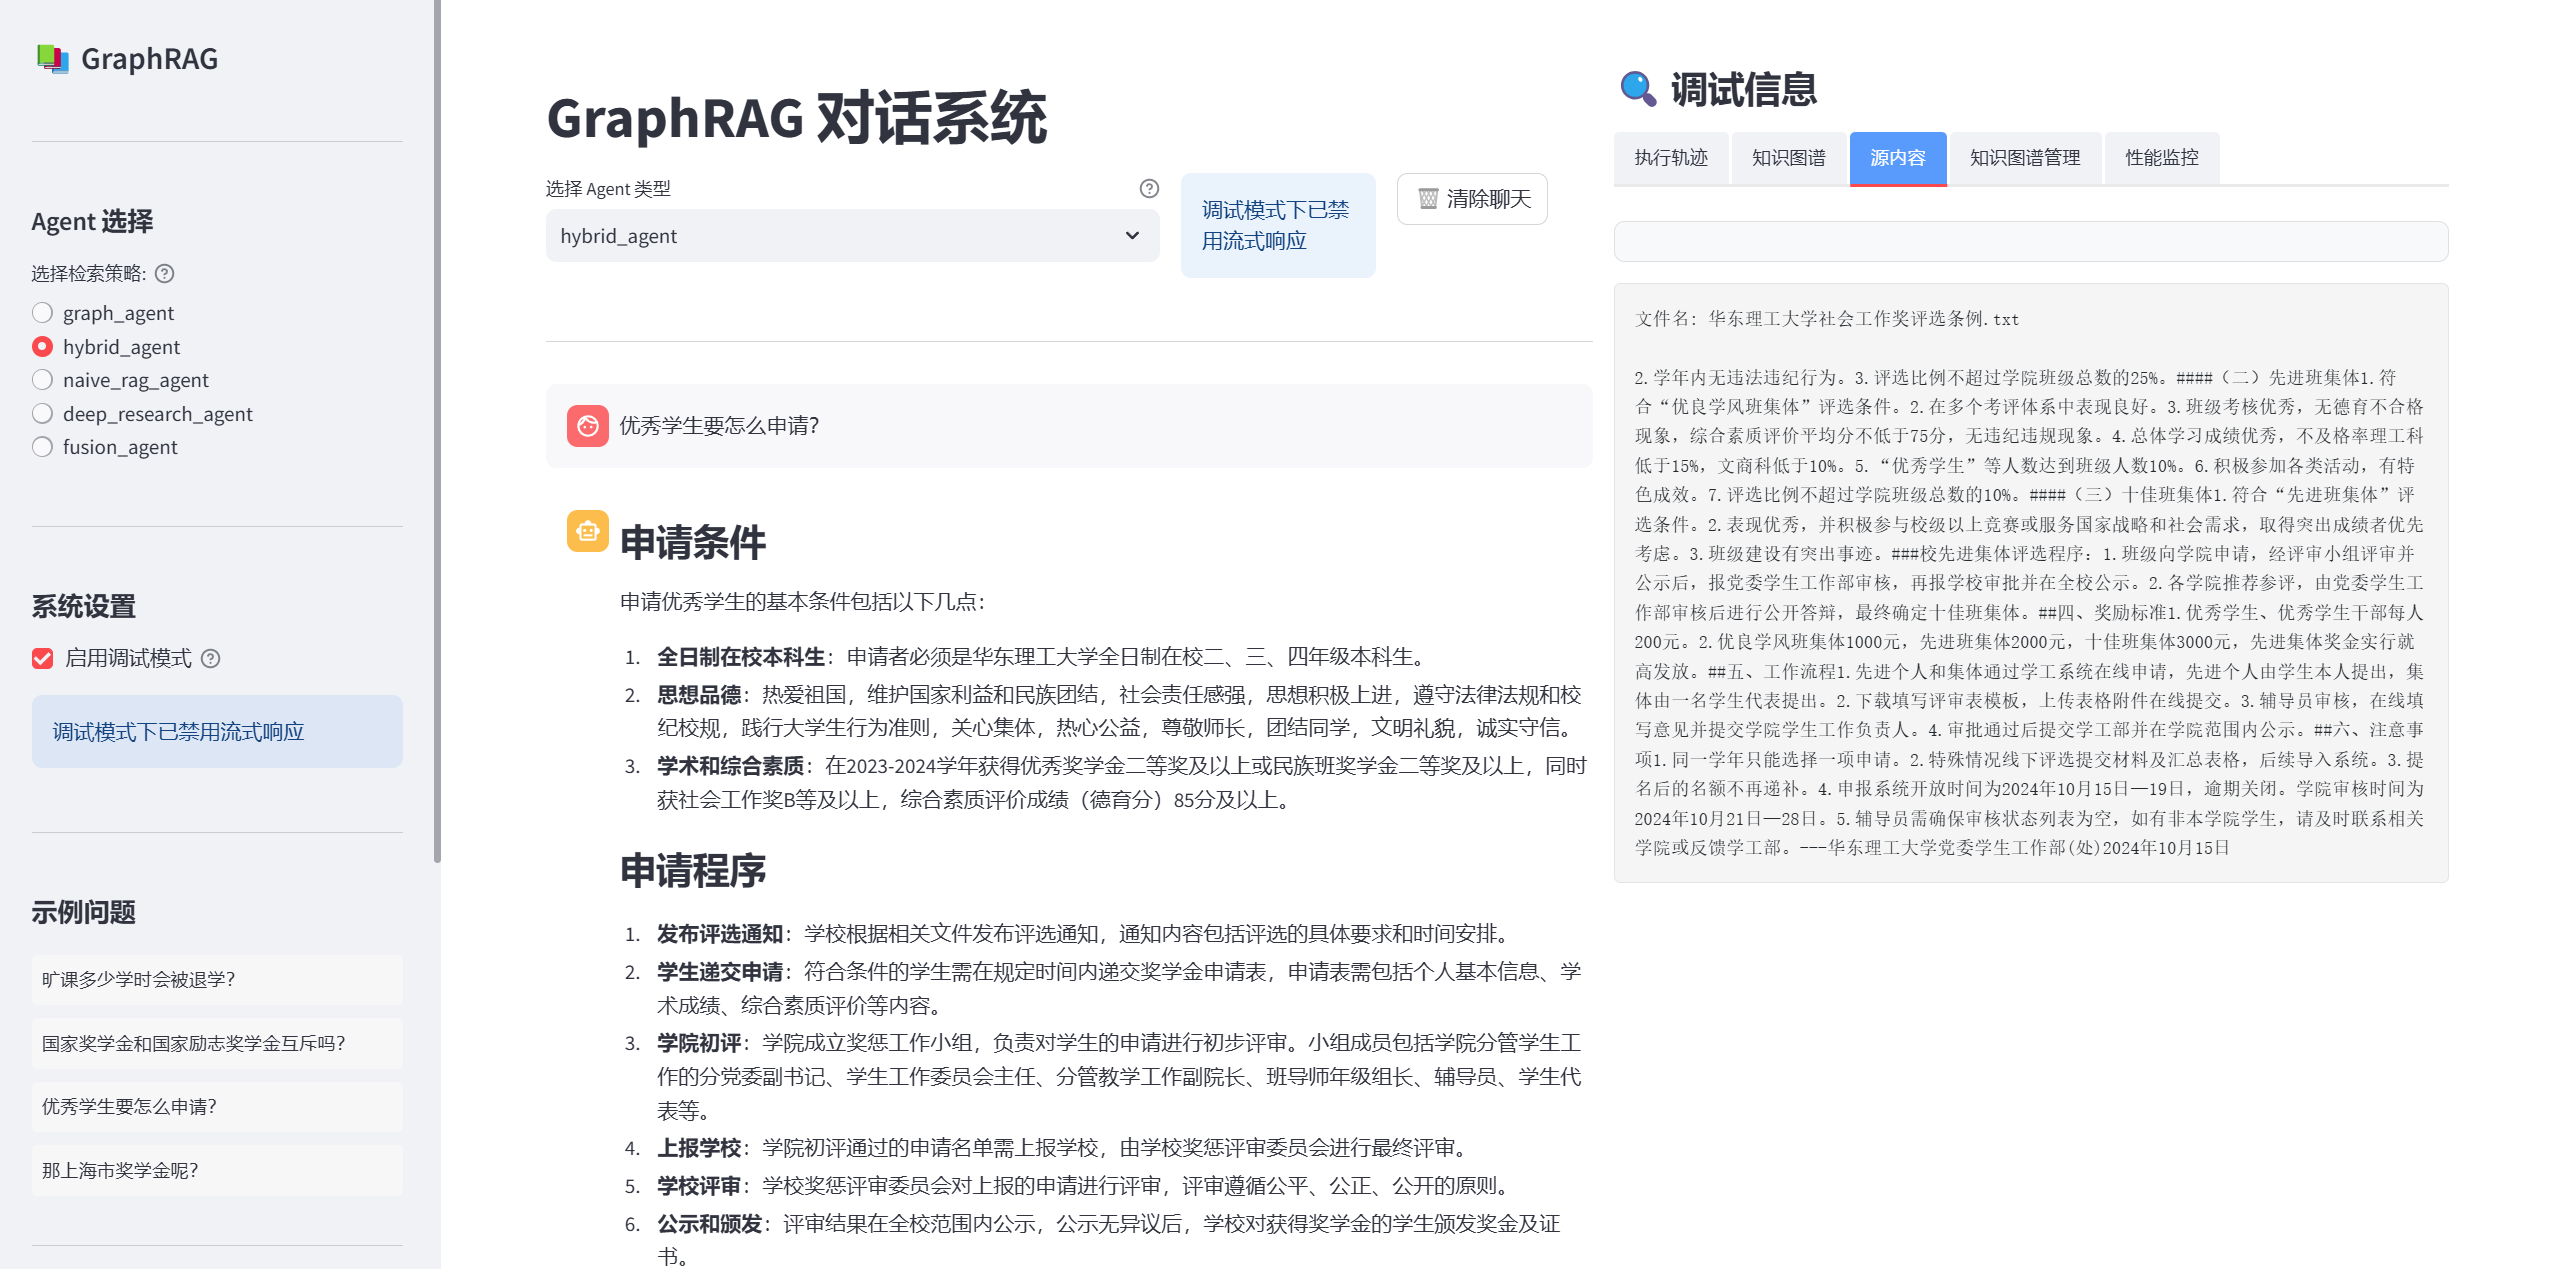 GraphRAG
Agent 选择
选择检索策略:
graph_agent
hybrid_agent
naive_rag_agent
deep_research_agent
fusion_agent
系统设置
启用调试模式
调试模式下已禁用流式响应
示例问题
旷课多少学时会被退学？
国家奖学金和国家励志奖学金互斥吗？
优秀学生要怎么申请？
那上海市奖学金呢？
GraphRAG 对话系统
选择 Agent 类型
hybrid_agent
调试模式下已禁
用流式响应
清除聊天
优秀学生要怎么申请？
申请条件
申请优秀学生的基本条件包括以下几点：
1. 全日制在校本科生：申请者必须是华东理工大学全日制在校二、三、四年级本科生。
2. 思想品德：热爱祖国，维护国家利益和民族团结，社会责任感强，思想积极上进，遵守法律法规和校
纪校规，践行大学生行为准则，关心集体，热心公益，尊敬师长，团结同学，文明礼貌，诚实守信。
3. 学术和综合素质：在2023-2024学年获得优秀奖学金二等奖及以上或民族班奖学金二等奖及以上，同时
获社会工作奖B等及以上，综合素质评价成绩（德育分）85分及以上。
申请程序
1. 发布评选通知：学校根据相关文件发布评选通知，通知内容包括评选的具体要求和时间安排。
2. 学生递交申请：符合条件的学生需在规定时间内递交奖学金申请表，申请表需包括个人基本信息、学
术成绩、综合素质评价等内容。
3. 学院初评：学院成立奖惩工作小组，负责对学生的申请进行初步评审。小组成员包括学院分管学生工
作的分党委副书记、学生工作委员会主任、分管教学工作副院长、班导师年级组长、辅导员、学生代
表等。
4. 上报学校：学院初评通过的申请名单需上报学校，由学校奖惩评审委员会进行最终评审。
5. 学校评审：学校奖惩评审委员会对上报的申请进行评审，评审遵循公平、公正、公开的原则。
6. 公示和颁发：评审结果在全校范围内公示，公示无异议后，学校对获得奖学金的学生颁发奖金及证
书。
调试信息
执行轨迹
知识图谱
源内容
知识图谱管理
性能监控
文件名: 华东理工大学社会工作奖评选条例.txt
2.学年内无违法违纪行为。3.评选比例不超过学院班级总数的25%。####（二）先进班集体1.符
合“优良学风班集体”评选条件。2.在多个考评体系中表现良好。3.班级考核优秀，无德育不合格
现象，综合素质评价平均分不低于75分，无违纪违规现象。4.总体学习成绩优秀，不及格率理工科
低于15%，文商科低于10%。5.“优秀学生”等人数达到班级人数10%。6.积极参加各类活动，有特
色成效。7.评选比例不超过学院班级总数的10%。####（三）十佳班集体1.符合“先进班集体”评
选条件。2.表现优秀，并积极参与校级以上竞赛或服务国家战略和社会需求，取得突出成绩者优先
考虑。3.班级建设有突出事迹。###校先进集体评选程序：1.班级向学院申请，经评审小组评审并
公示后，报党委学生工作部审核，再报学校审批并在全校公示。2.各学院推荐参评，由党委学生工
作部审核后进行公开答辩，最终确定十佳班集体。##四、奖励标准1.优秀学生、优秀学生干部每人
200元。2.优良学风班集体1000元，先进班集体2000元，十佳班集体3000元，先进集体奖金实行就
高发放。##五、工作流程1.先进个人和集体通过学工系统在线申请，先进个人由学生本人提出，集
体由一名学生代表提出。2.下载填写评审表模板，上传表格附件在线提交。3.辅导员审核，在线填
写意见并提交学院学生工作负责人。4.审批通过后提交学工部并在学院范围内公示。##六、注意事
项1.同一学年只能选择一项申请。2.特殊情况线下评选提交材料及汇总表格，后续导入系统。3.提
名后的名额不再递补。4.申报系统开放时间为2024年10月15日—19日，逾期关闭。学院审核时间为
2024年10月21日—28日。5.辅导员需确保审核状态列表为空，如有非本学院学生，请及时联系相关
学院或反馈学工部。---华东理工大学党委学生工作部(处)2024年10月15日